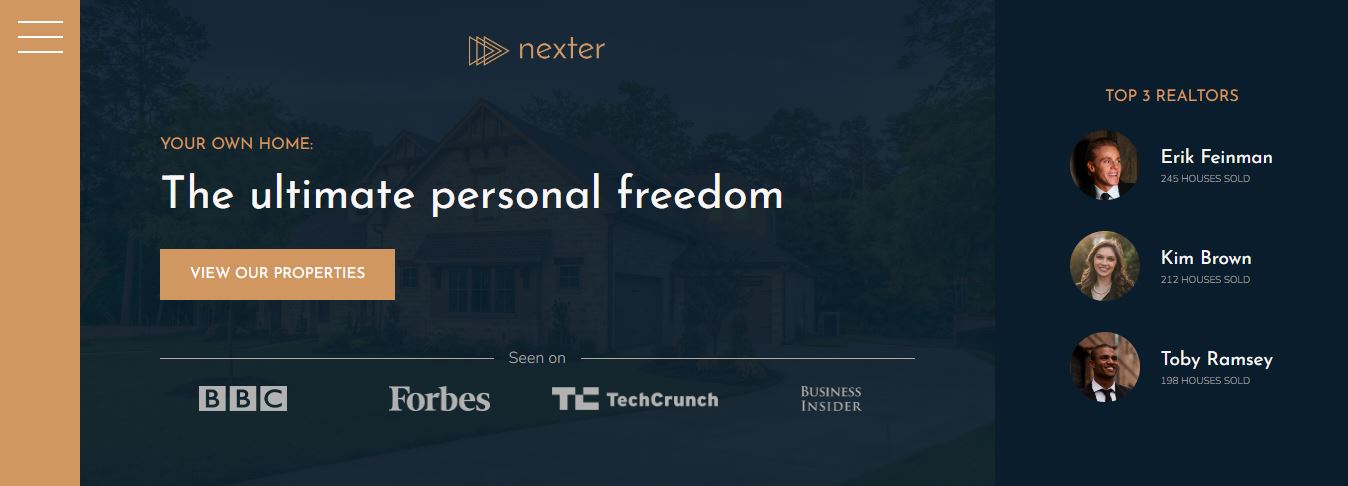 nexter
YOUR OWN HOME:
The ultimate personal freedom
VIEW OUR PROPERTIES
Seen on
BBC
Forbes
TC TechCrunch
BUSINESS
INSIDER
TOP 3 REALTORS
Erik Feinman
245 HOUSES SOLD
Kim Brown
212 HOUSES SOLD
Toby Ramsey
198 HOUSES SOLD